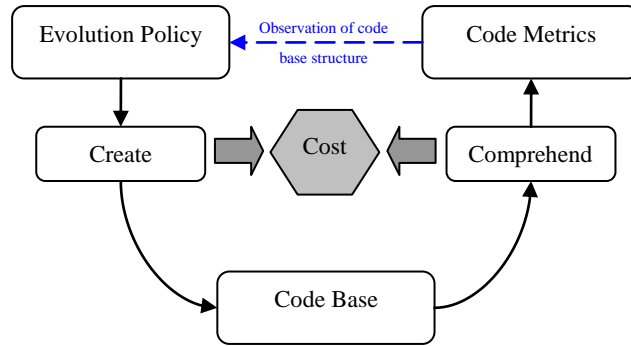 Evolution Policy
Observation of code
base structure
Code Metrics
Create
Cost
Comprehend
Code Base